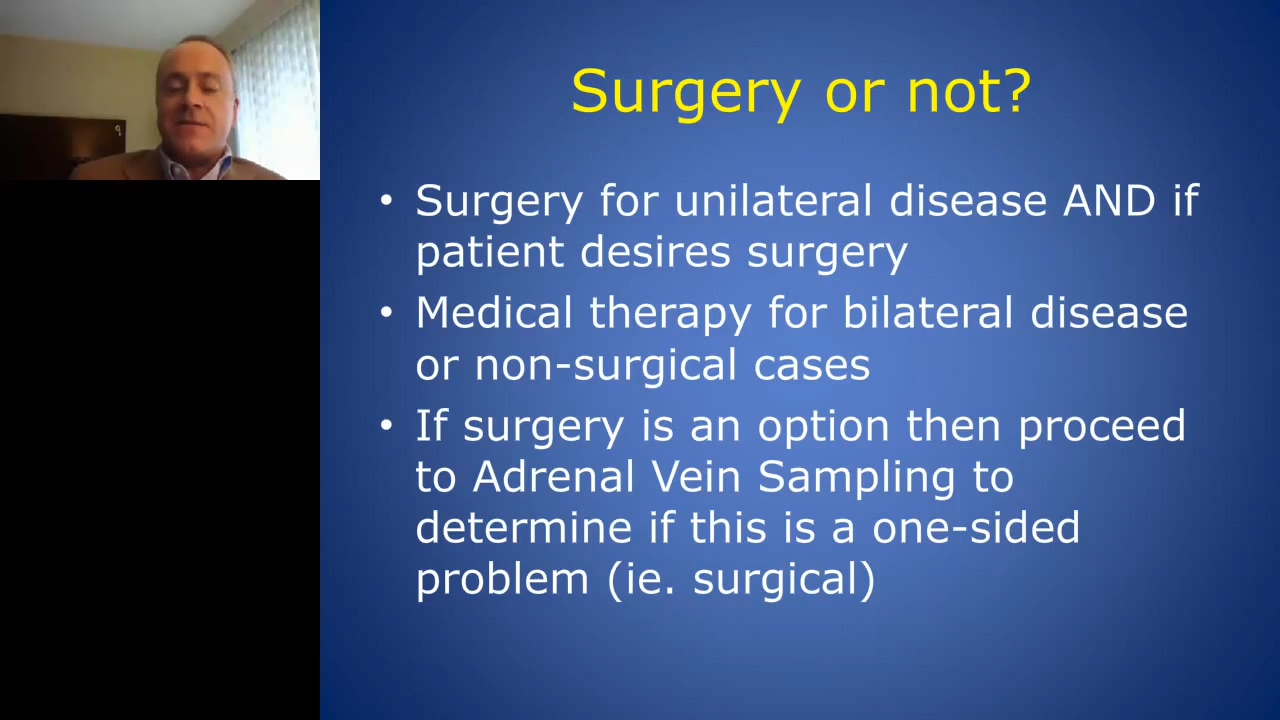 Surgery or not?
• Surgery for unilateral disease AND if
patient desires surgery
• Medical therapy for bilateral disease
or non-surgical cases
• If surgery is an option then proceed
to Adrenal Vein Sampling to
determine if this is a one-sided
problem (ie. surgical)